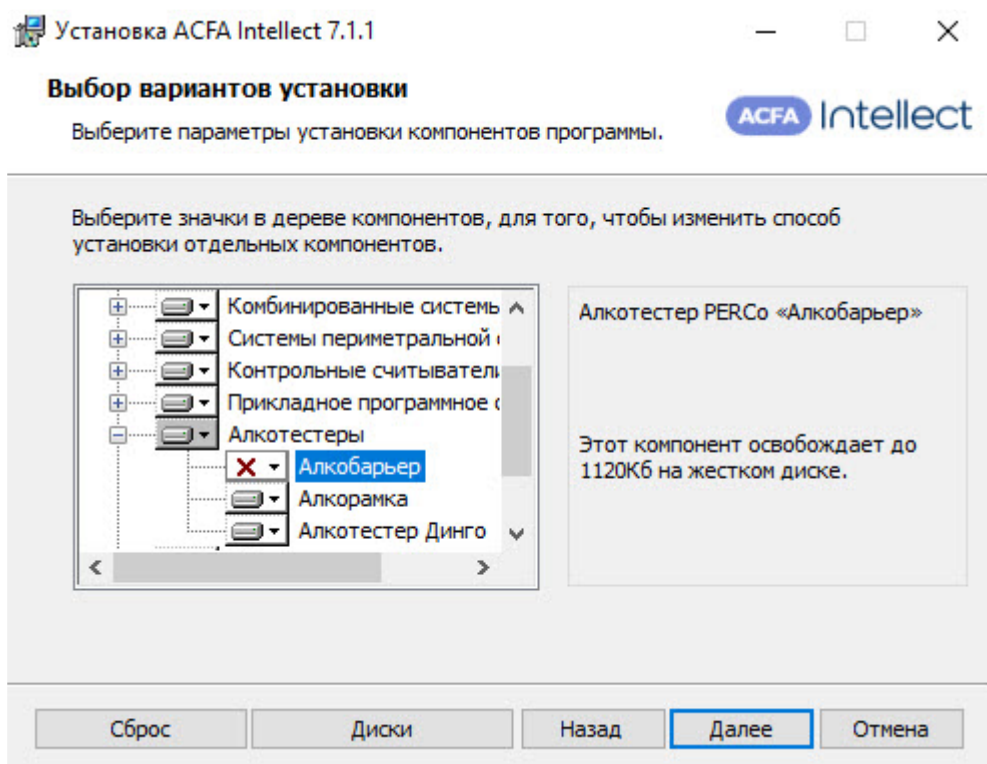 Установка ACFA Intellect 7.1.1
Выбор вариантов установки
Выберите параметры установки компонентов программы.
ACFA Intellect
Выберите значки в дереве компонентов, для того, чтобы изменить способ
установки отдельных компонентов.
Комбинированные системы
Системы периметральной
Контрольные считыватели
Прикладное программное
Алкотестеры
Алкобарьер
Алкорамка
Алкотестер Динго
Алкотестер PERCo «Алкобарьер»
Этот компонент освобождает до
1120Кб на жестком диске.
Сброс
Диски
Назад
Далее
Отмена